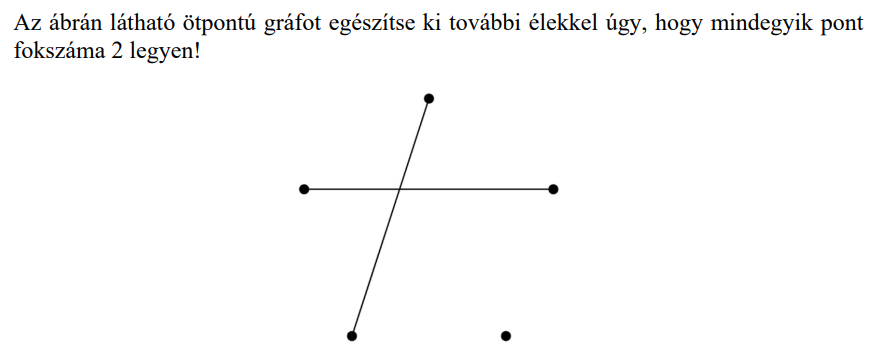 Az ábrán látható ötpontú gráfot egészítse ki további élekkel úgy, hogy mindegyik pont
fokszáma 2 legyen!